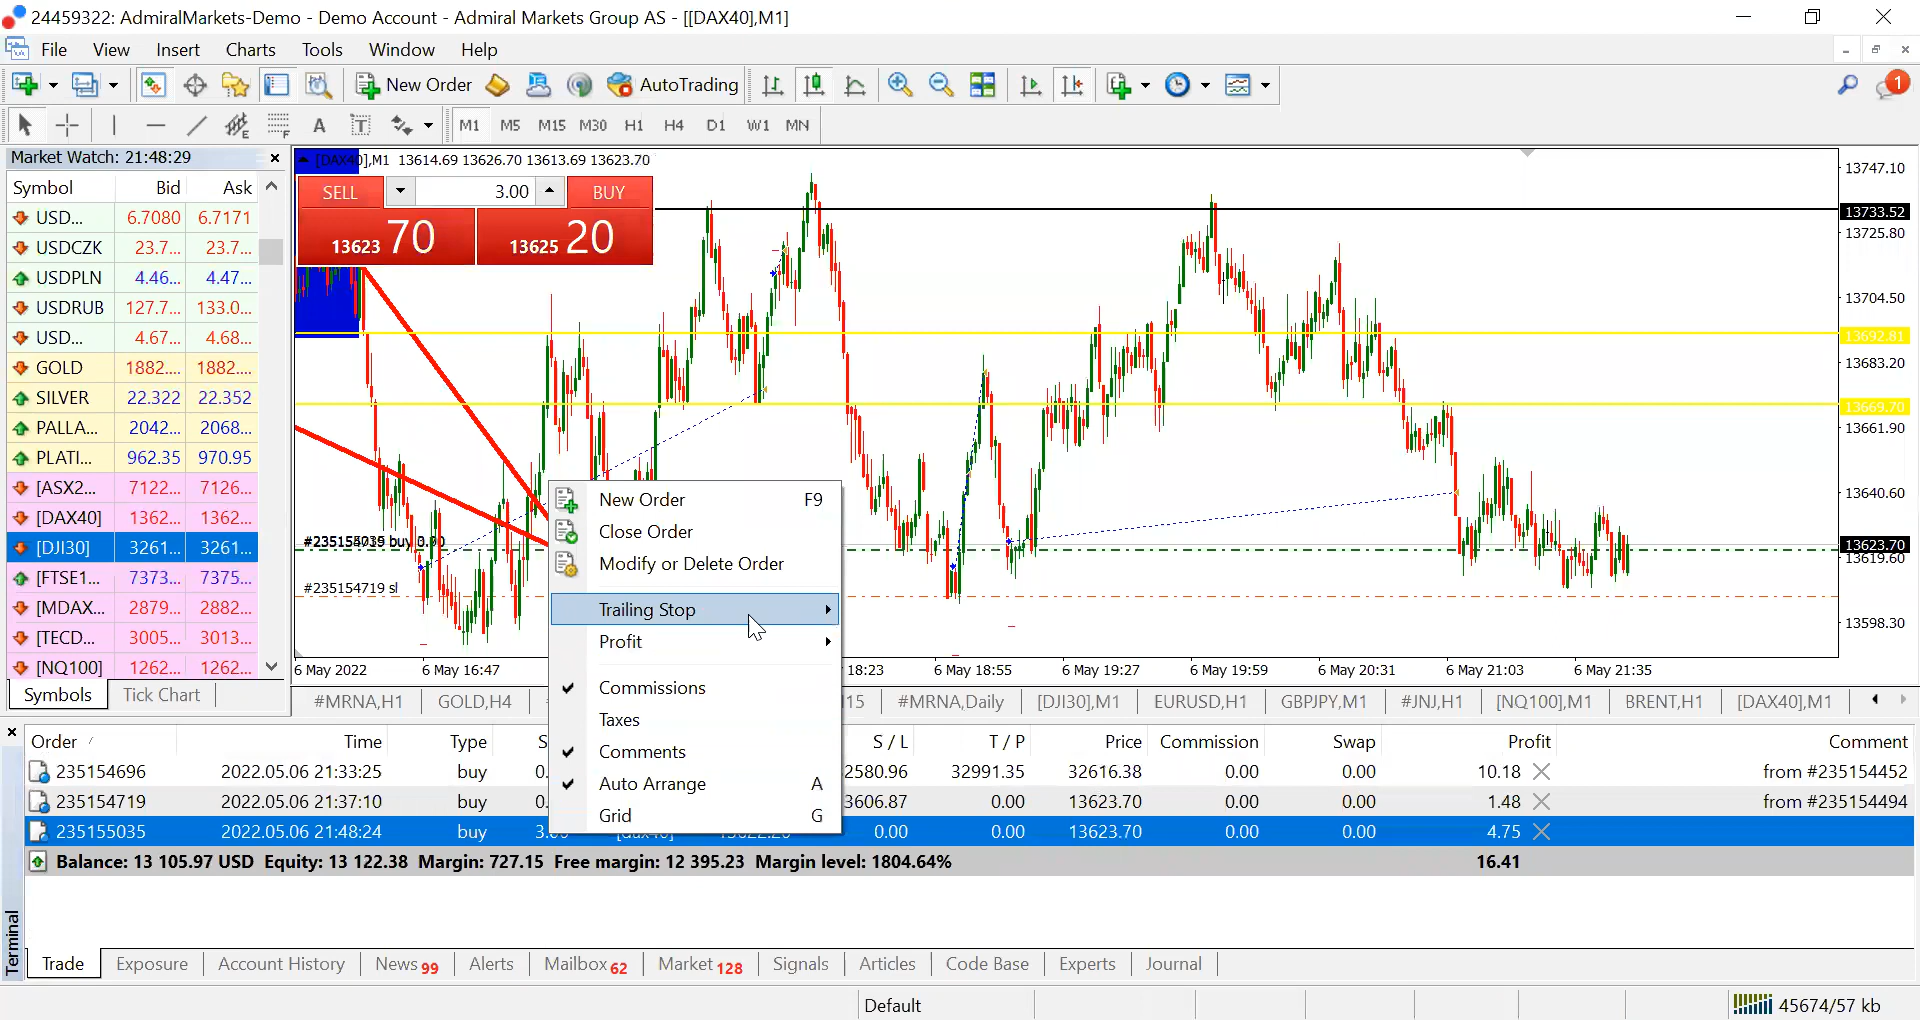 24459322: AdmiralMarkets-Demo - Demo Account - Admiral Markets Group AS - [[DAX40],M1]
File View Insert Charts Tools Window Help
New Order AutoTrading 1
A T M1 M5 M15 M30 H1 H4 D1 W1 MN
Market Watch: 21:48:29
Symbol Bid Ask
USD... 6.7080 6.7171
USDCZK 23.7... 23.7...
USDPLN 4.46... 4.47...
USDRUB 127.7... 133.0...
USD... 4.67... 4.68...
GOLD 1882.... 1882....
SILVER 22.322 22.352
PALLA... 2042... 2068...
PLATI... 962.35 970.95
[ASX2... 7122... 7126...
[DAX40] 1362... 1362...
[DJI30] 3261... 3261...
[FTSE1... 7373... 7375...
[MDAX... 2879... 2882...
[TECD... 3005... 3013...
[NQ100] 1262... 1262...
Symbols Tick Chart
[DAX40],M1 13614.69 13626.70 13613.69 13623.70
SELL 3.00 BUY
13623 70 13625 20
#235154719 sl
13747.10
13733.52
13725.80
13704.50
13692.81
13683.20
13669.70
13661.90
13640.60
13623.70
13619.60
13598.30
6 May 2022 6 May 16:47 18:23 6 May 18:55 6 May 19:27 6 May 19:59 6 May 20:31 6 May 21:03 6 May 21:35
#MRNA,H1 GOLD,H4 15 #MRNA,Daily [DJI30],M1 EURUSD,H1 GBPJPY,M1 #JNJ,H1 [NQ100],M1 BRENT,H1 [DAX40],M1
New Order F9
Close Order
Modify or Delete Order
Trailing Stop
Profit
Commissions
Taxes
Comments
Auto Arrange A
Grid G
Order Time Type S S / L T / P Price Commission Swap Profit Comment
235154696 2022.05.06 21:33:25 buy 0. 2580.96 32991.35 32616.38 0.00 0.00 10.18 from #235154452
235154719 2022.05.06 21:37:10 buy 0. 3606.87 0.00 13623.70 0.00 0.00 1.48 from #235154494
235155035 2022.05.06 21:48:24 buy 0.00 0.00 13623.70 0.00 0.00 4.75
Balance: 13 105.97 USD Equity: 13 122.38 Margin: 727.15 Free margin: 12 395.23 Margin level: 1804.64% 16.41
Terminal
Trade Exposure Account History News 99 Alerts Mailbox 62 Market 128 Signals Articles Code Base Experts Journal
Default 45674/57 kb